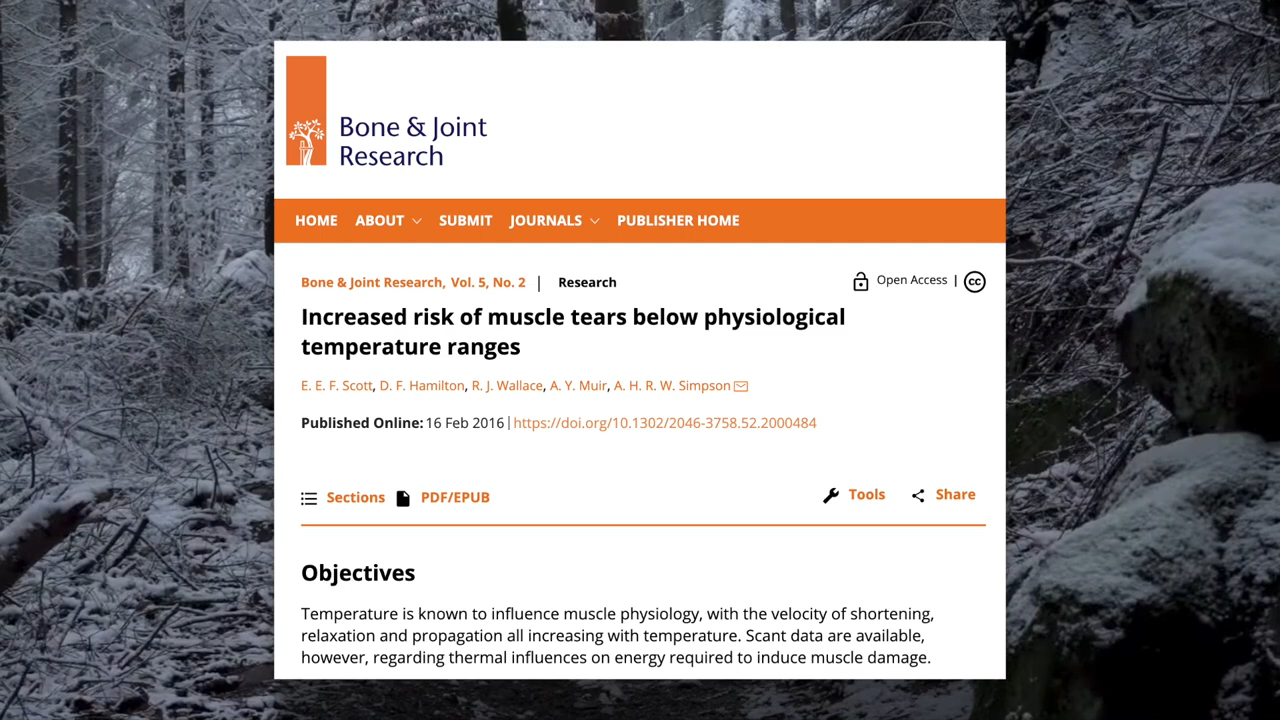 Bone & Joint
Research
HOME ABOUT SUBMIT JOURNALS PUBLISHER HOME
Bone & Joint Research, Vol. 5, No. 2 | Research
Open Access | cc
Increased risk of muscle tears below physiological
temperature ranges
E. E. F. Scott, D. F. Hamilton, R. J. Wallace, A. Y. Muir, A. H. R. W. Simpson
Published Online: 16 Feb 2016 | https://doi.org/10.1302/2046-3758.52.2000484
Sections PDF/EPUB Tools Share
Objectives
Temperature is known to influence muscle physiology, with the velocity of shortening,
relaxation and propagation all increasing with temperature. Scant data are available,
however, regarding thermal influences on energy required to induce muscle damage.